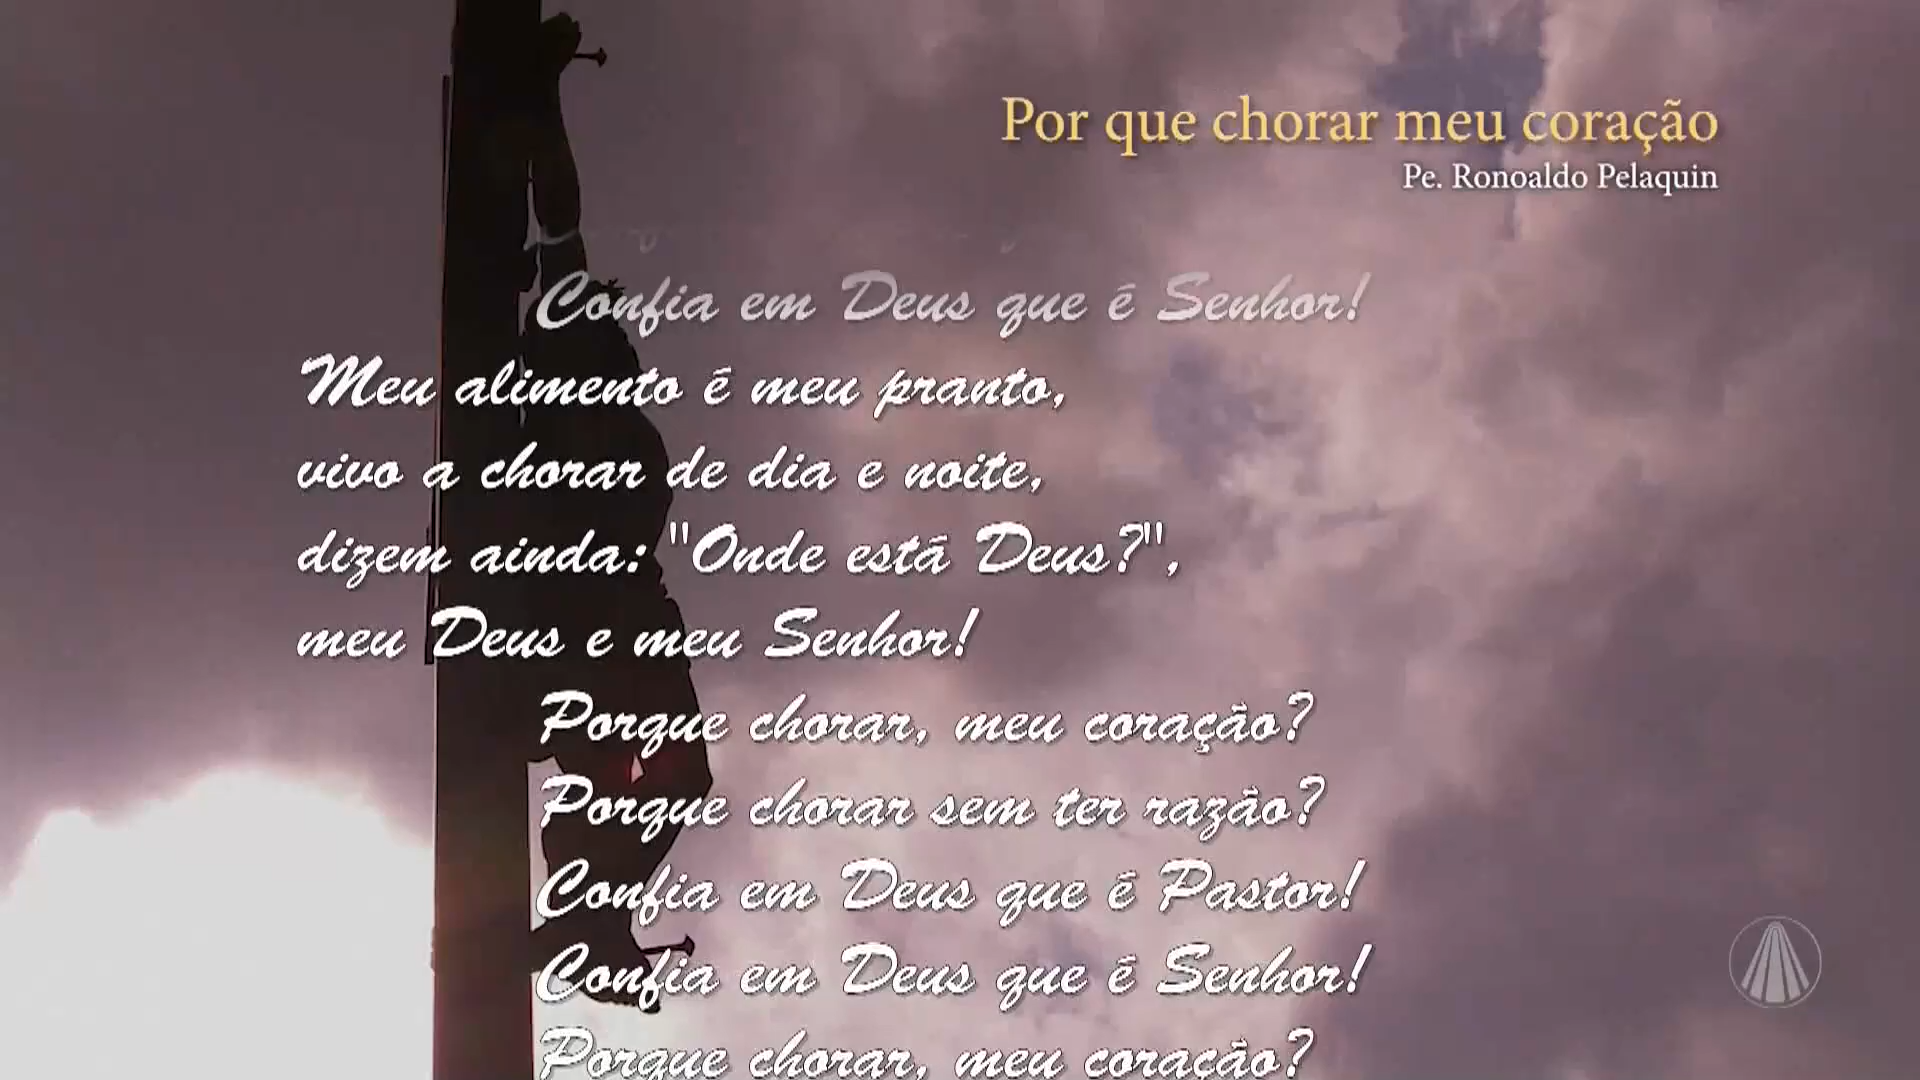 Por que chorar meu coração
Pe. Ronoaldo Pelaquin
Confia em Deus que é Senhor!
Meu alimento é meu pranto,
vivo a chorar de dia e noite,
dizem ainda: "Onde está Deus?",
meu Deus e meu Senhor!
Porque chorar, meu coração?
Porque chorar sem ter razão?
Confia em Deus que é Pastor!
Confia em Deus que é Senhor!
Porque chorar, meu coração?